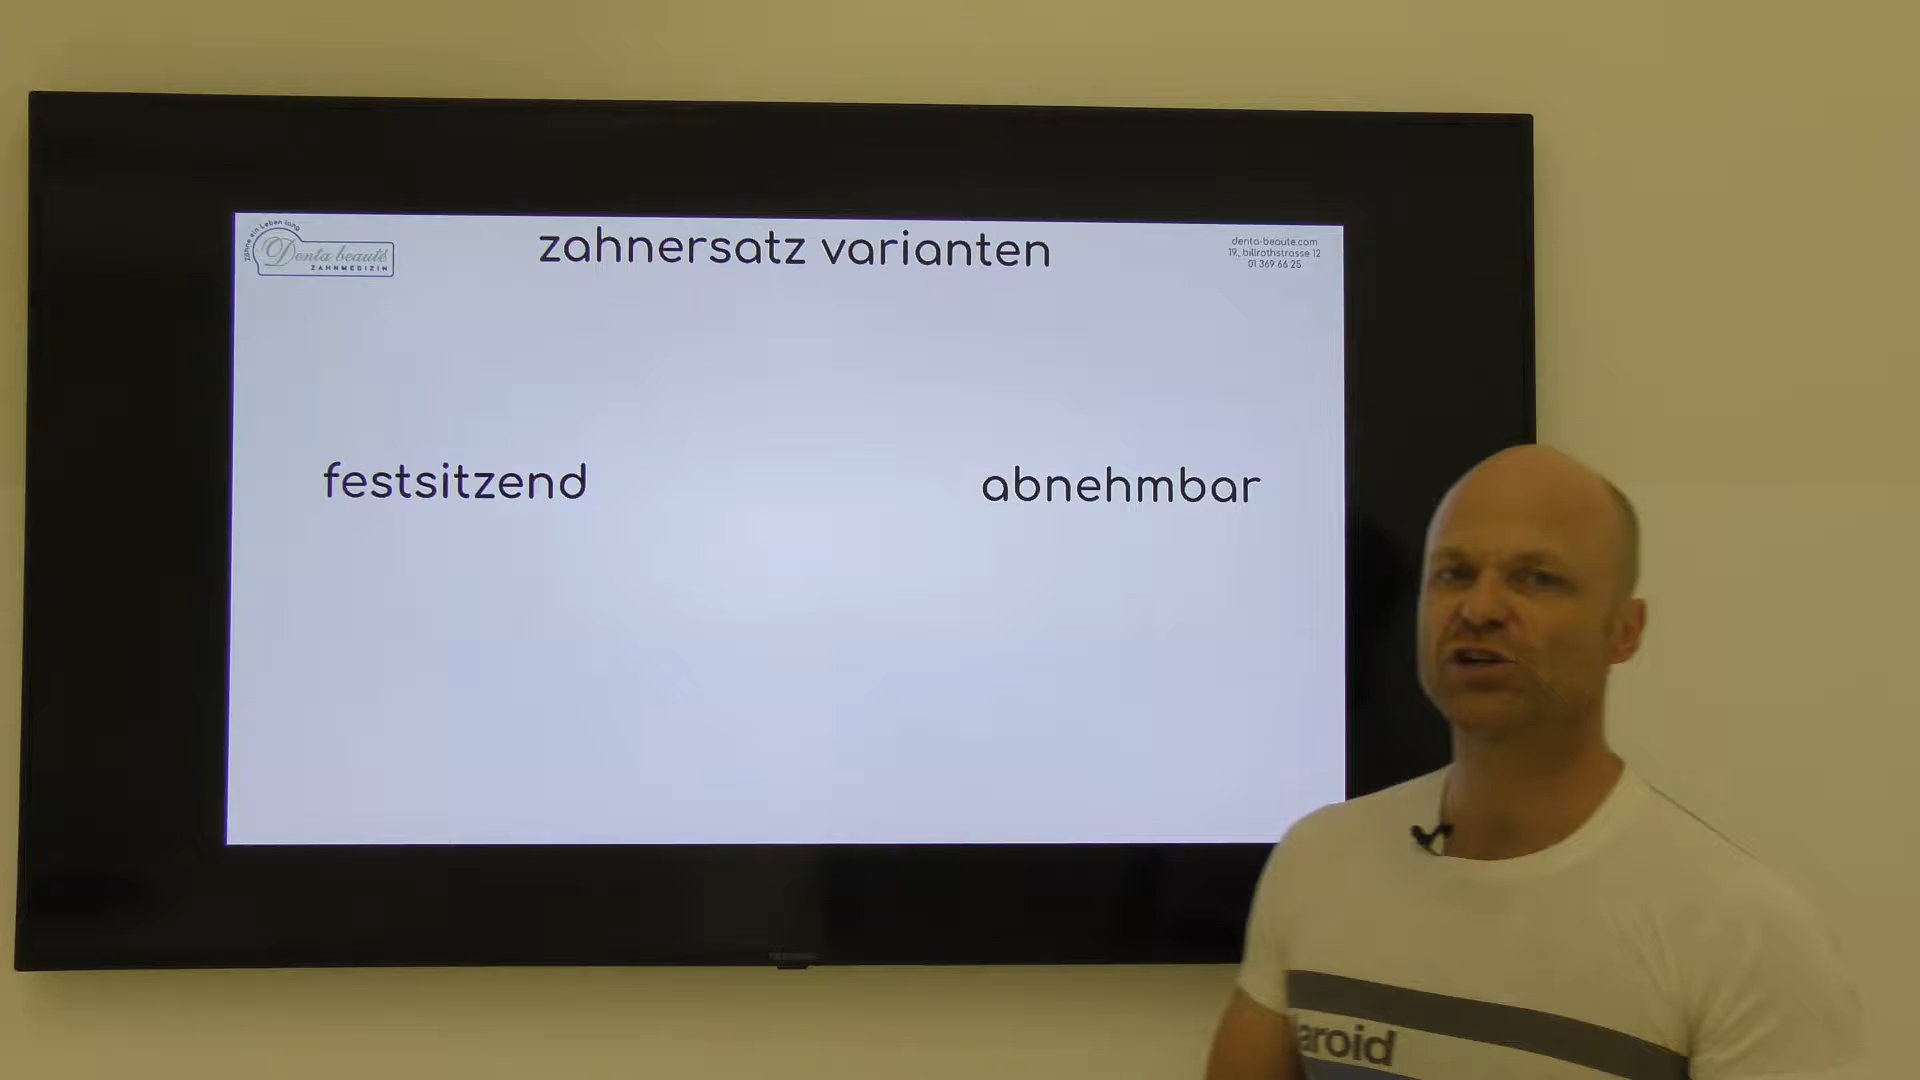 zähne ein Leben lang
Denta beauté
ZAHNMEDIZIN
zahnersatz varianten
denta-beaute.com
19., billrothstrasse 12
01 369 66 25
festsitzend
abnehmbar
aroid